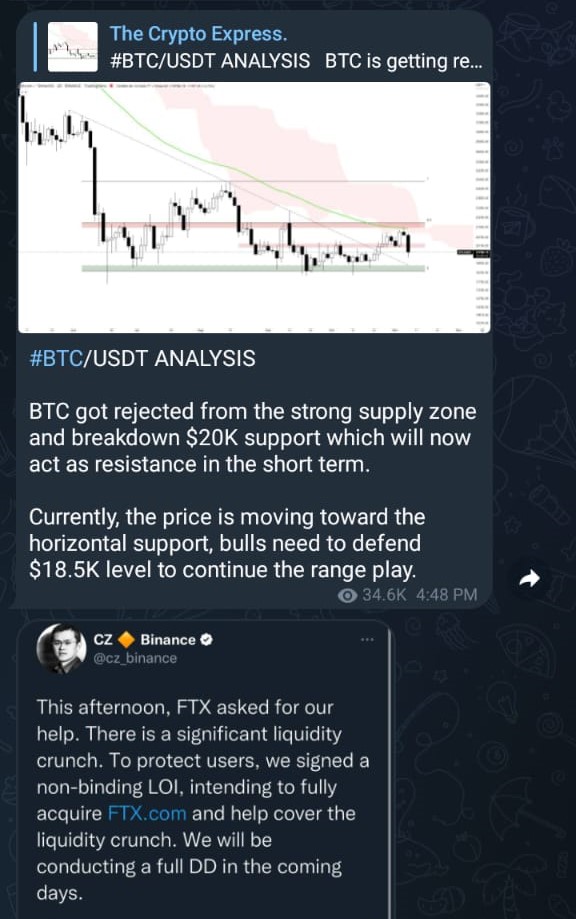 The Crypto Express.
#BTC/USDT ANALYSIS BTC is getting re...
#BTC/USDT ANALYSIS
BTC got rejected from the strong supply zone
and breakdown $20K support which will now
act as resistance in the short term.
Currently, the price is moving toward the
horizontal support, bulls need to defend
$18.5K level to continue the range play.
34.6K 4:48 PM
CZ 🔶 Binance
@cz_binance
This afternoon, FTX asked for our
help. There is a significant liquidity
crunch. To protect users, we signed a
non-binding LOI, intending to fully
acquire FTX.com and help cover the
liquidity crunch. We will be
conducting a full DD in the coming
days.